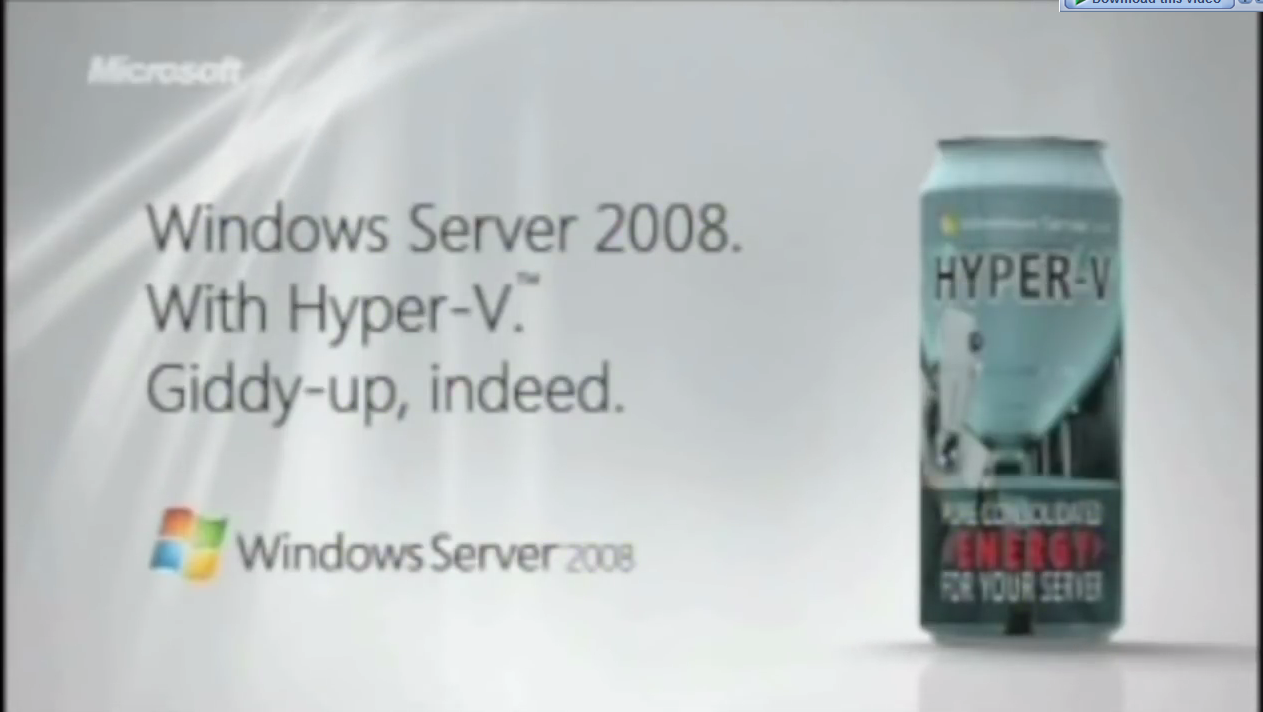 Download this video
Microsoft
Windows Server 2008.
With Hyper-V.™
Giddy-up, indeed.
Windows Server 2008
HYPER-V
PURE CONSOLIDATED
ENERGY
FOR YOUR SERVER